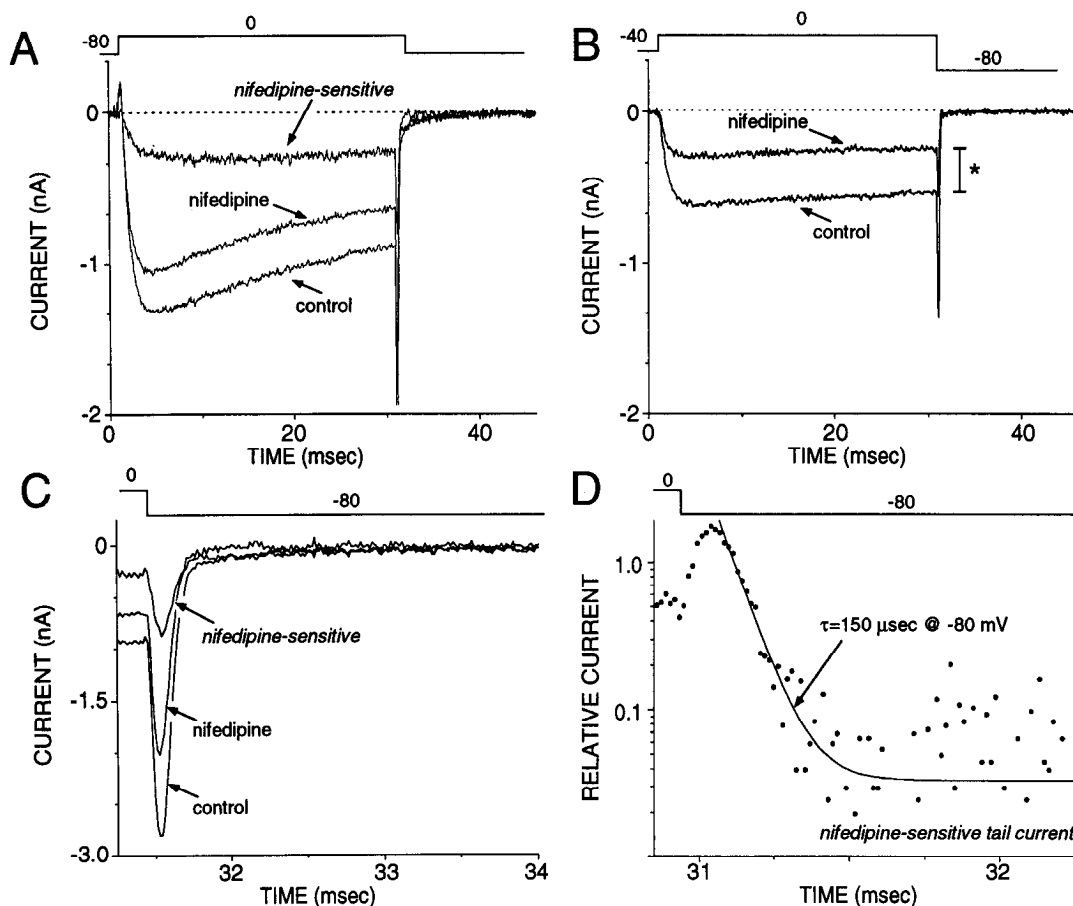 A
-80
0
nifedipine-sensitive
nifedipine
control
CURRENT (nA)
0
-1
-2
0
20
40
TIME (msec)
B
-40
0
-80
nifedipine
*
control
CURRENT (nA)
0
-1
-2
0
20
40
TIME (msec)
C
0
-80
nifedipine-sensitive
nifedipine
control
CURRENT (nA)
0
-1.5
-3.0
32
33
34
TIME (msec)
D
0
-80
τ=150 μsec @ -80 mV
RELATIVE CURRENT
1.0
0.1
nifedipine-sensitive tail current
31
32
TIME (msec)